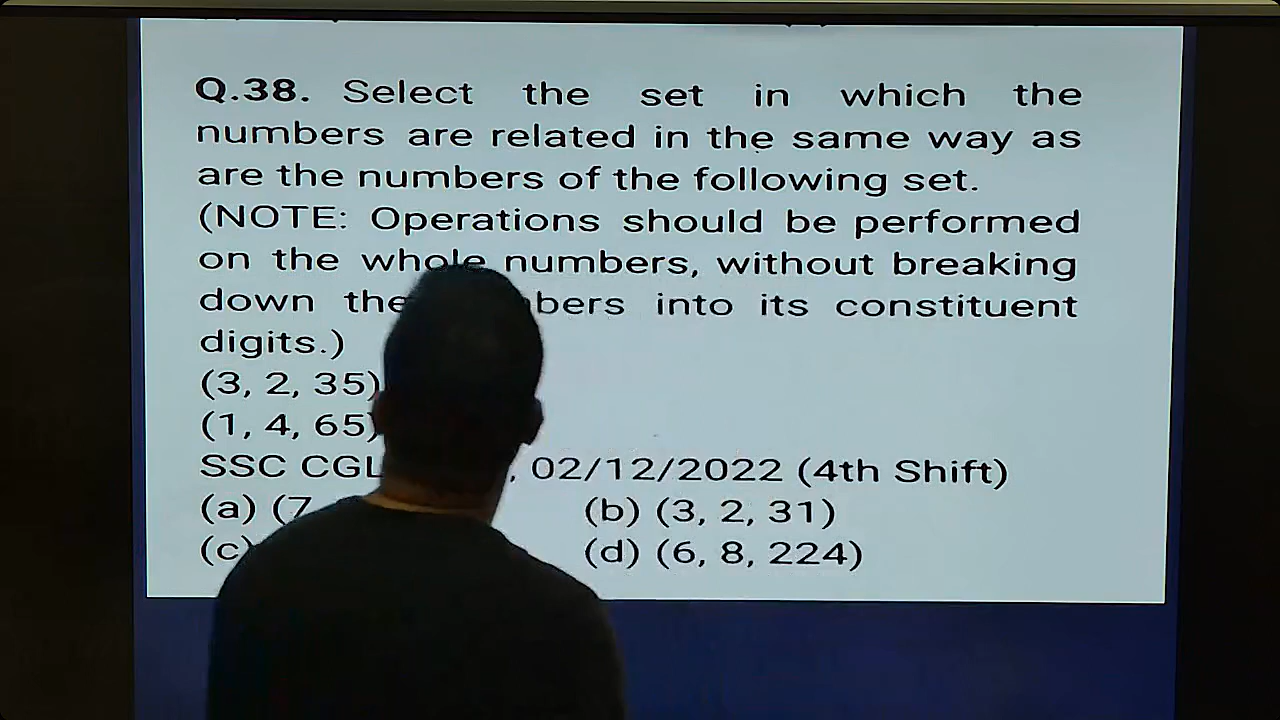 Q.38. Select the set in which the
numbers are related in the same way as
are the numbers of the following set.
(NOTE: Operations should be performed
on the whole numbers, without breaking
down the bers into its constituent
digits.)
(3, 2, 35)
(1, 4, 65)
SSC CGL , 02/12/2022 (4th Shift)
(a) (7 (b) (3, 2, 31)
(c) (d) (6, 8, 224)